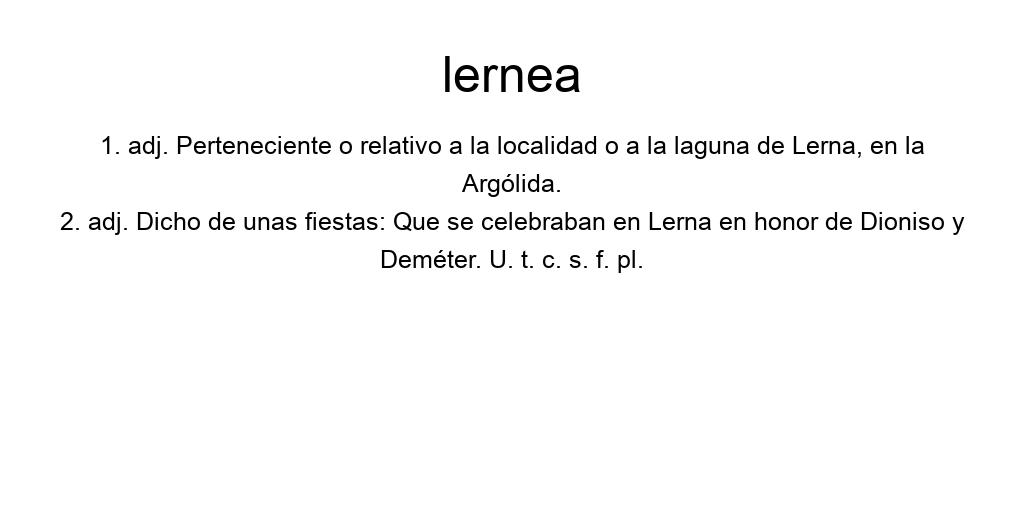 lernea
1. adj. Perteneciente o relativo a la localidad o a la laguna de Lerna, en la
Argólida.
2. adj. Dicho de unas fiestas: Que se celebraban en Lerna en honor de Dioniso y
Deméter. U. t. c. s. f. pl.